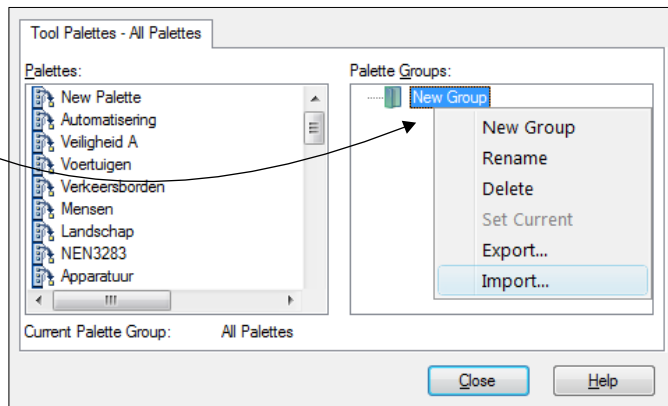 Tool Palettes - All Palettes
Palettes:
New Palette
Automatisering
Veiligheid A
Voertuigen
Verkeersborden
Mensen
Landschap
NEN3283
Apparatuur
Palette Groups:
New Group
New Group
Rename
Delete
Set Current
Export...
Import...
Current Palette Group: All Palettes
Close Help